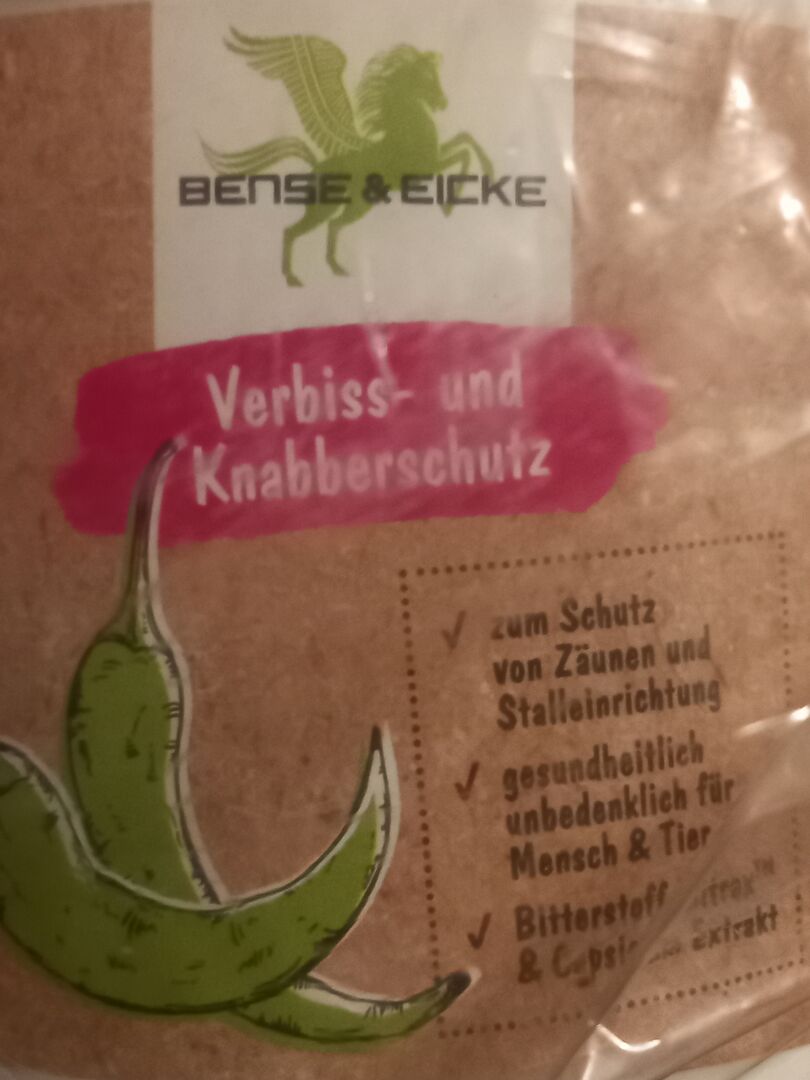 BENSE & EICKE
Verbiss- und
Knabberschutz
✓ zum Schutz
von Zäunen und
Stalleinrichtung
✓ gesundheitlich
unbedenklich für
Mensch & Tier
✓ Bitterstoff
& Extrakt